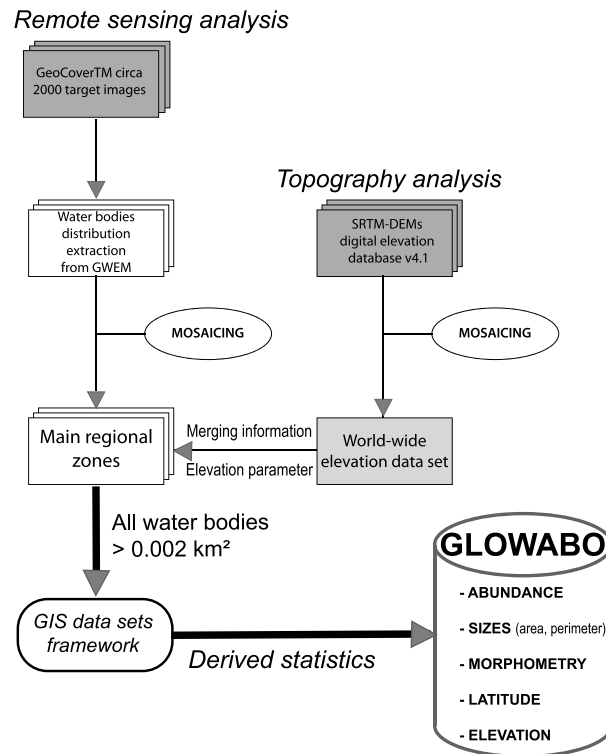 Remote sensing analysis
GeoCoverTM circa
2000 target images
Topography analysis
Water bodies
distribution
extraction
from GWEM
SRTM-DEMs
digital elevation
database v4.1
MOSAICING
MOSAICING
Main regional
zones
Merging information
Elevation parameter
World-wide
elevation data set
All water bodies
> 0.002 km²
GIS data sets
framework
Derived statistics
GLOWABO
- ABUNDANCE
- SIZES (area, perimeter)
- MORPHOMETRY
- LATITUDE
- ELEVATION